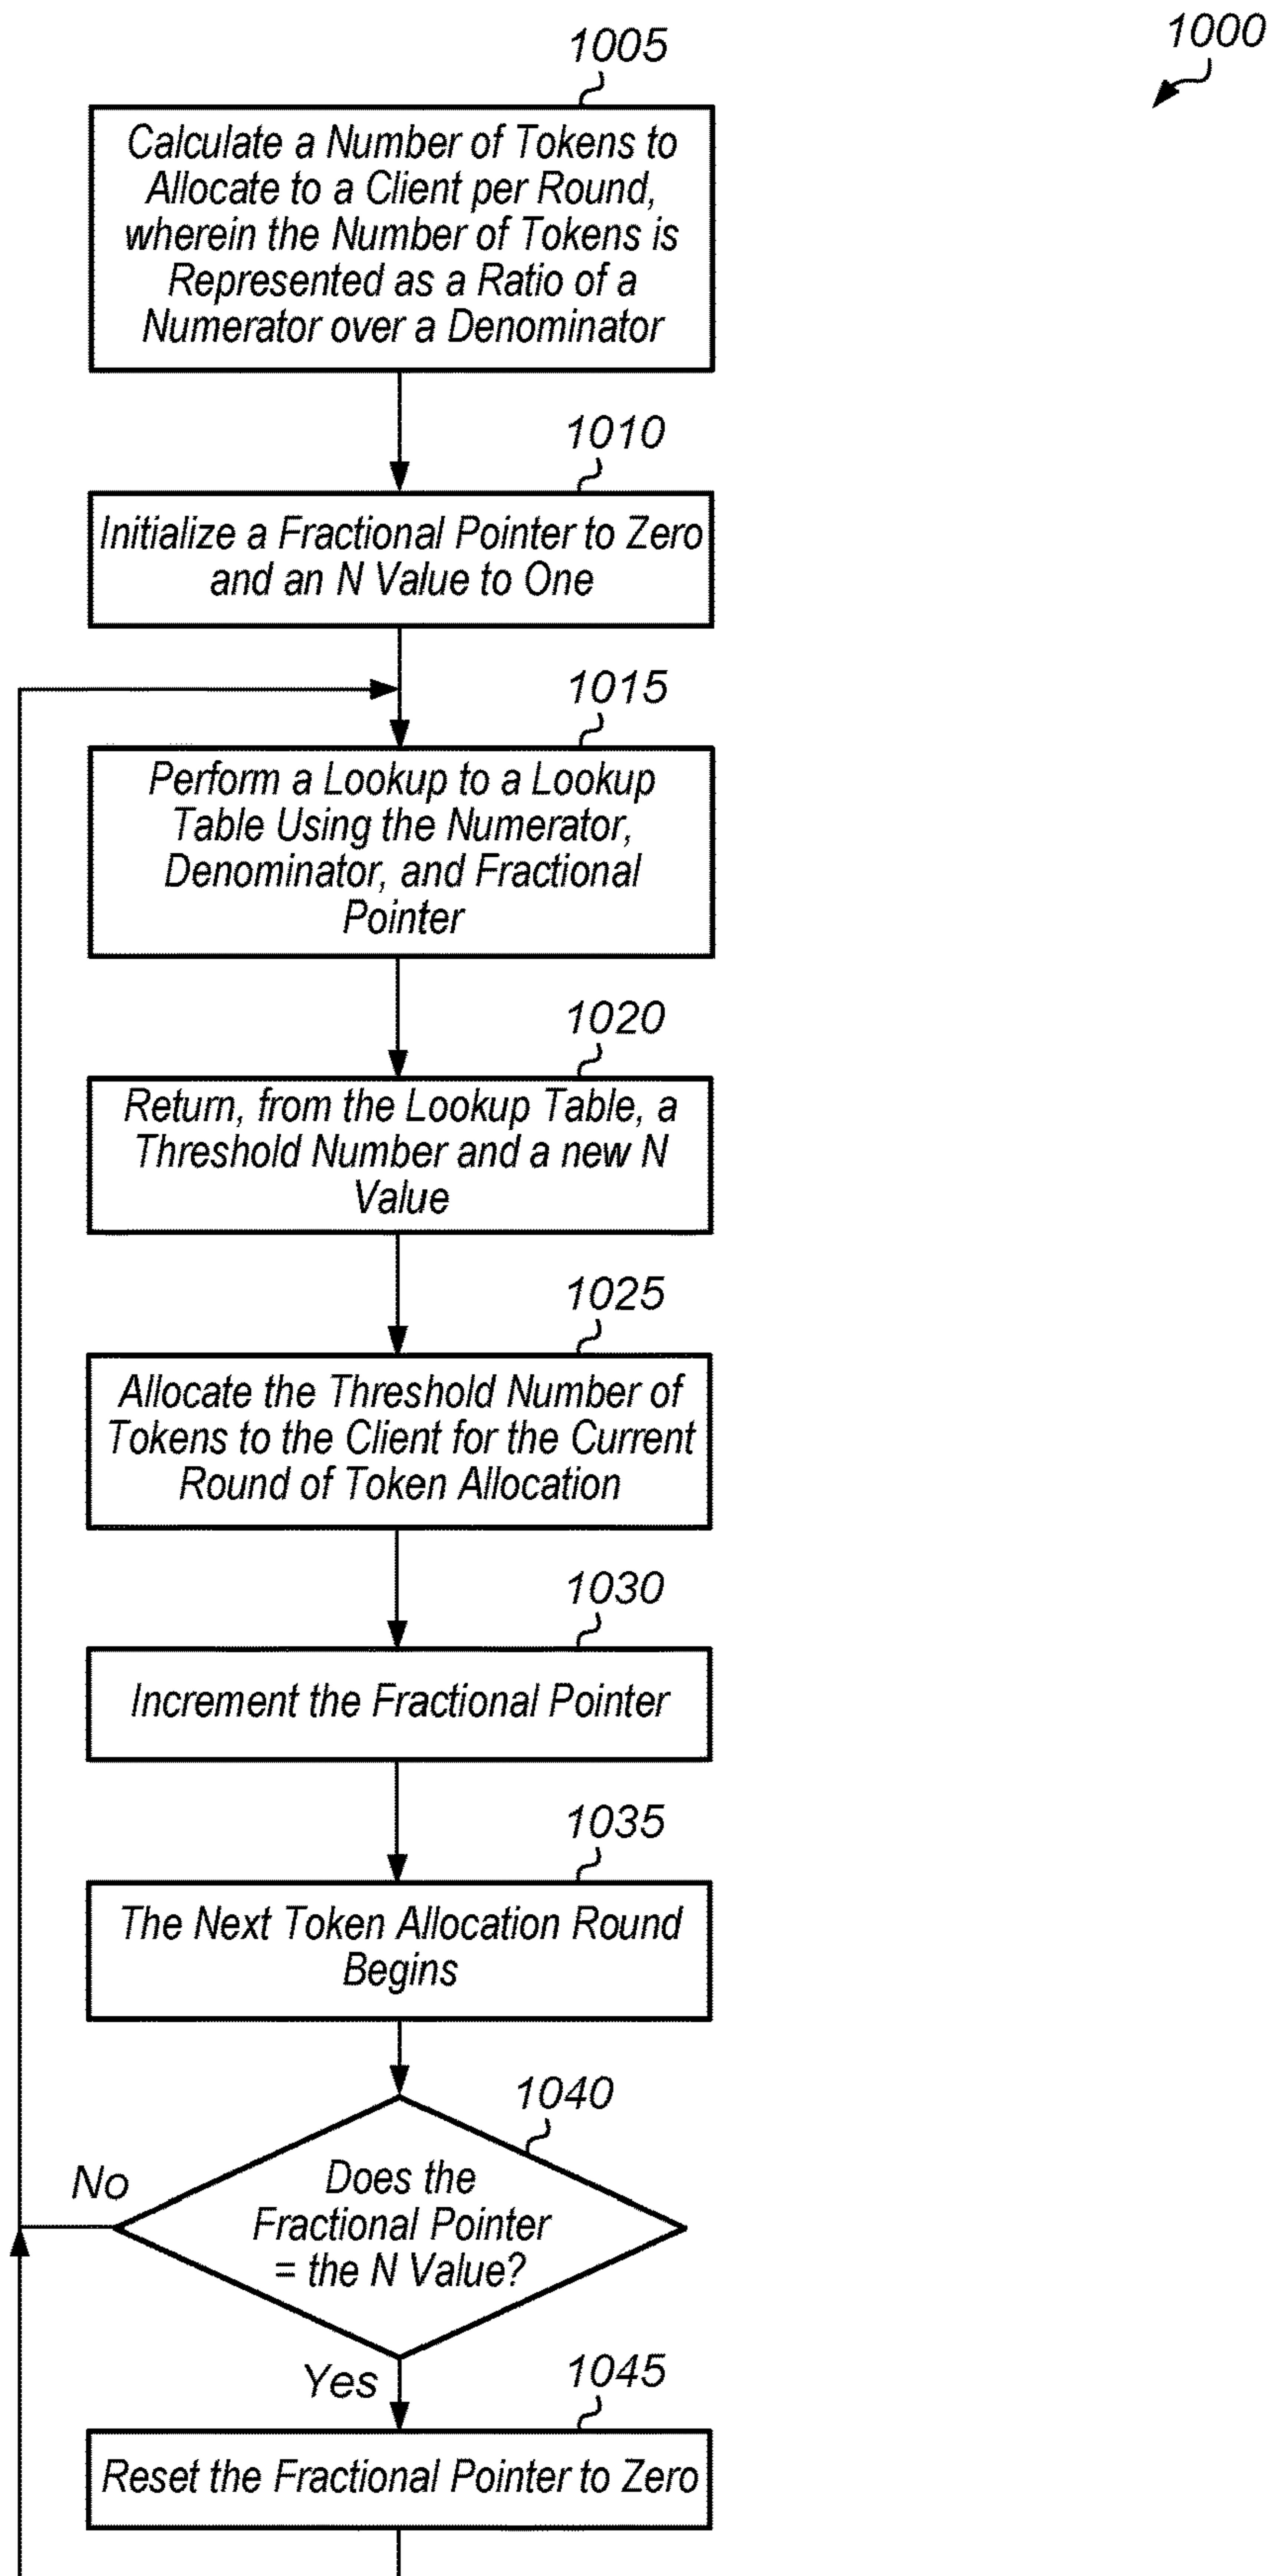 1000
1005
Calculate a Number of Tokens to
Allocate to a Client per Round,
wherein the Number of Tokens is
Represented as a Ratio of a
Numerator over a Denominator
1010
Initialize a Fractional Pointer to Zero
and an N Value to One
1015
Perform a Lookup to a Lookup
Table Using the Numerator,
Denominator, and Fractional
Pointer
1020
Return, from the Lookup Table, a
Threshold Number and a new N
Value
1025
Allocate the Threshold Number of
Tokens to the Client for the Current
Round of Token Allocation
1030
Increment the Fractional Pointer
1035
The Next Token Allocation Round
Begins
1040
Does the
Fractional Pointer
= the N Value?
No
Yes
1045
Reset the Fractional Pointer to Zero